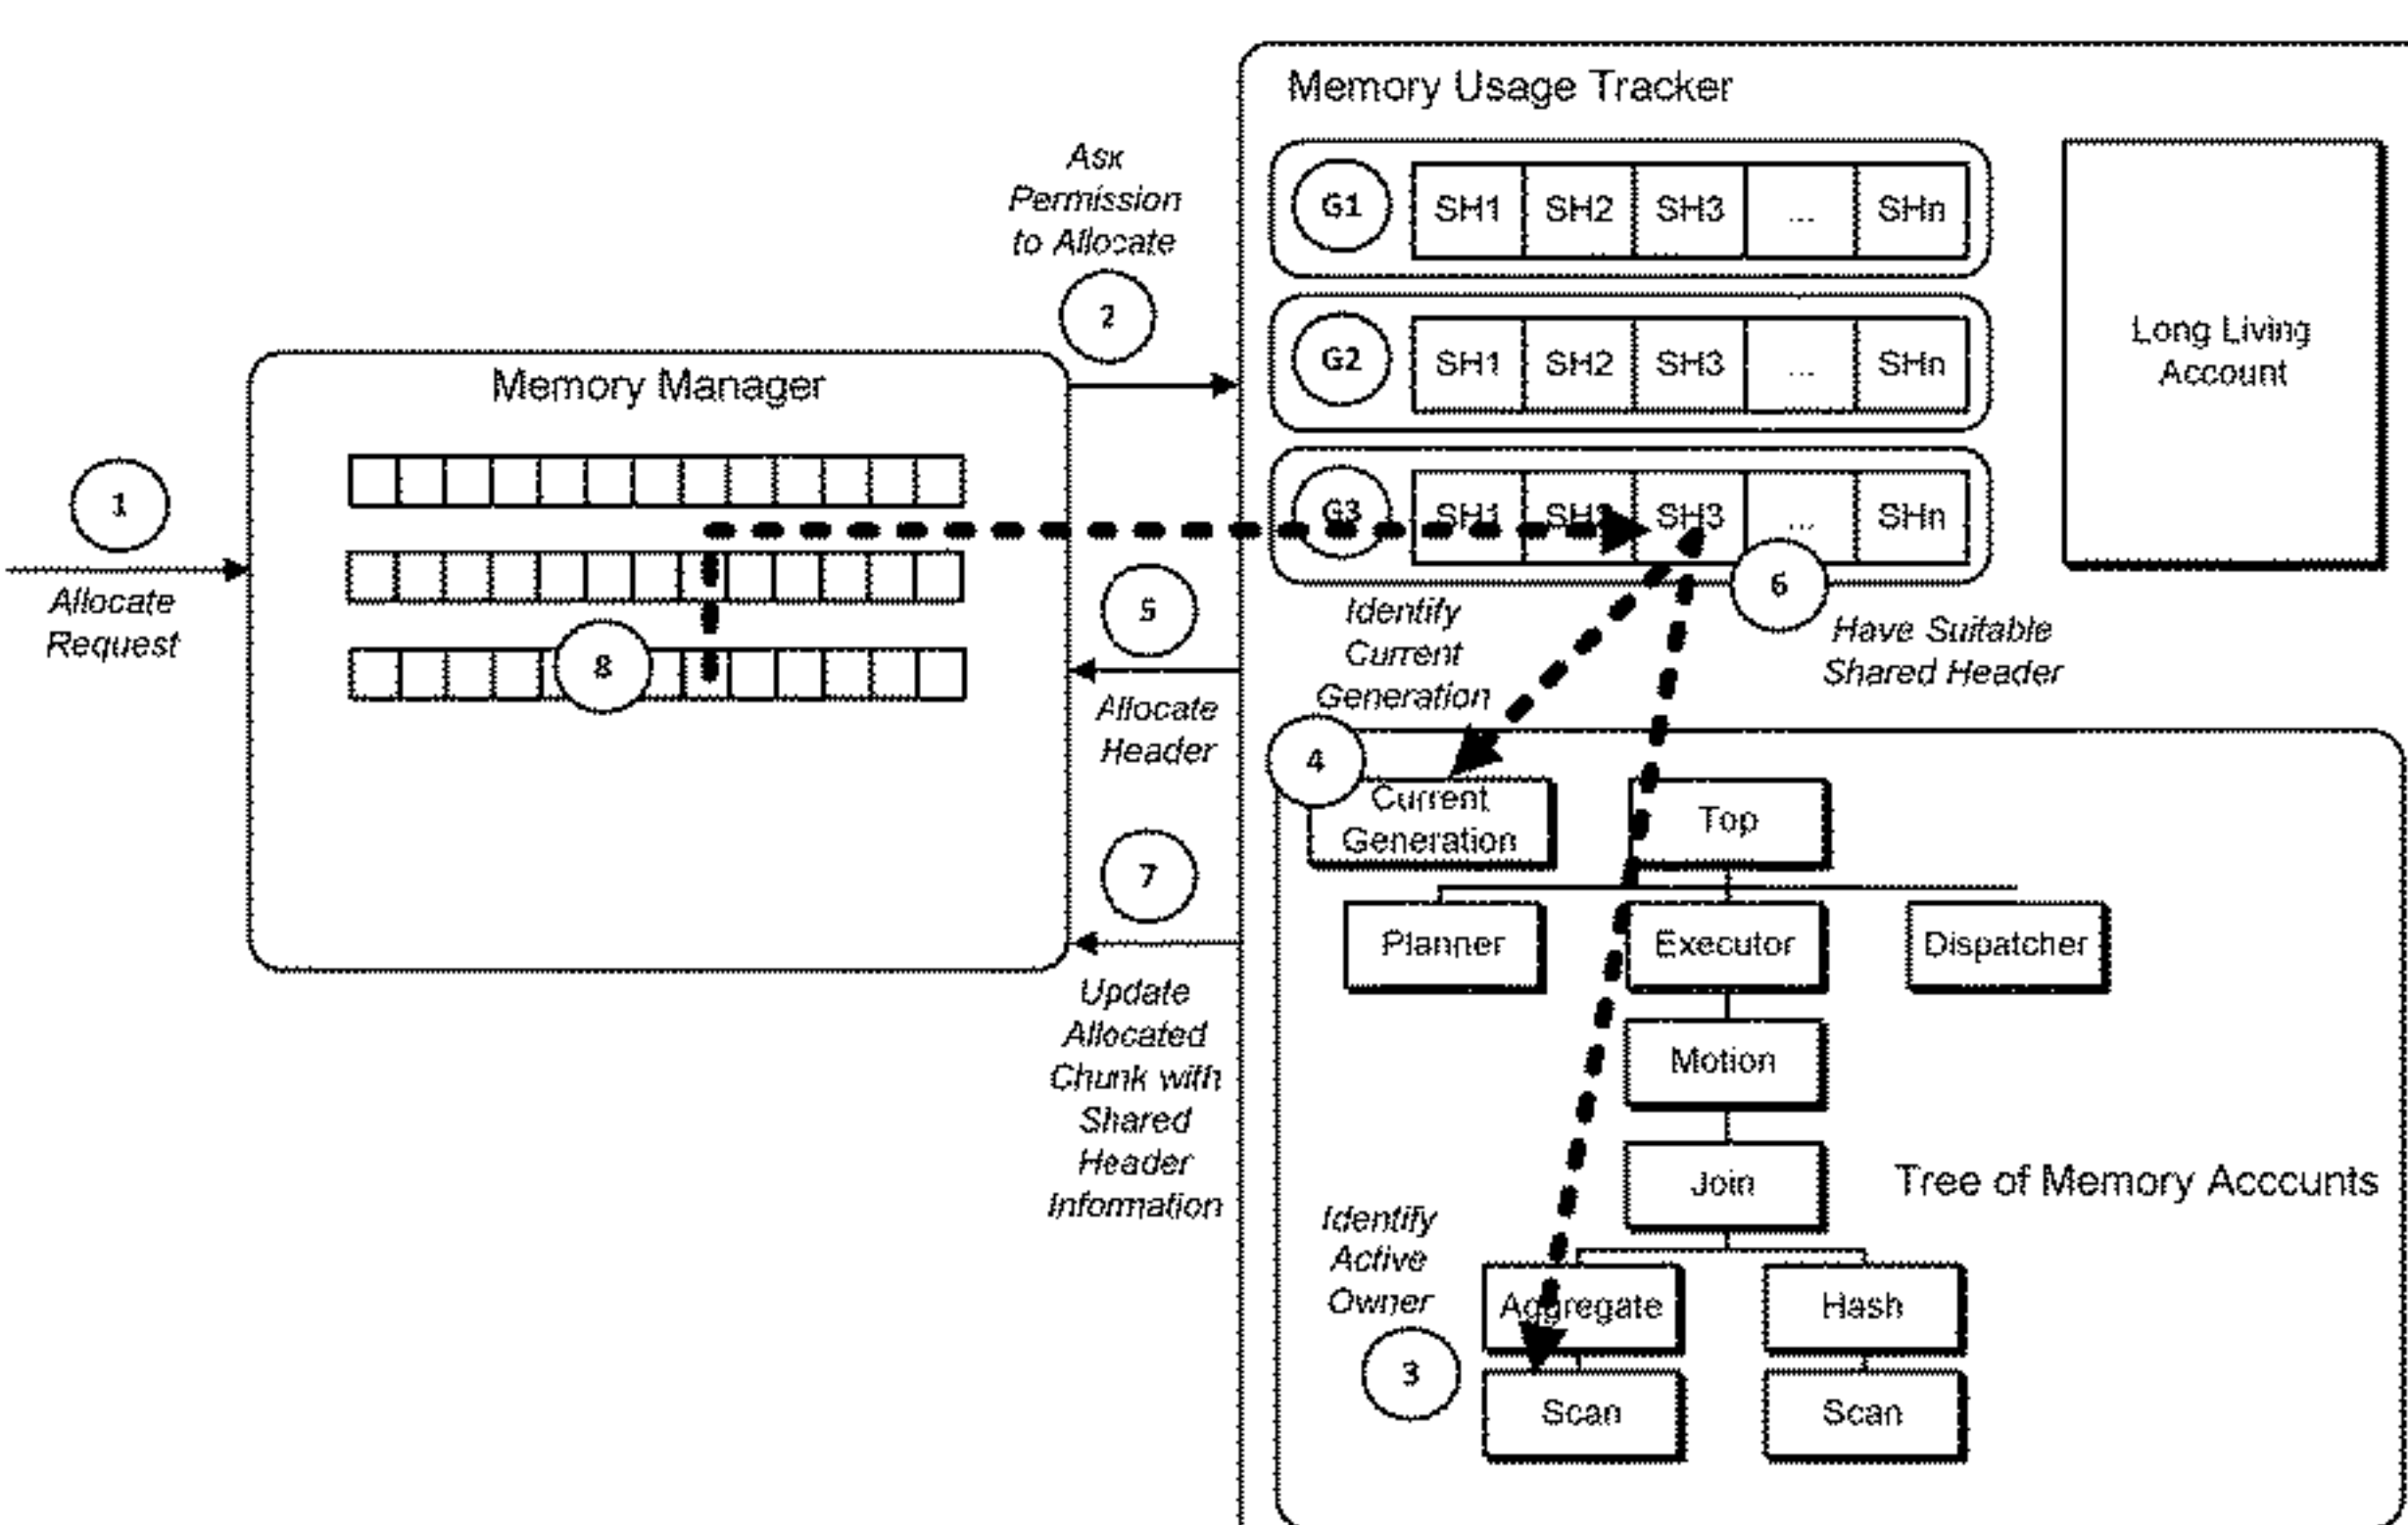 Memory Usage Tracker
Ask
Permission
to Allocate
2
G1 SH1 SH2 SH3 ... SHn
G2 SH1 SH2 SH3 ... SHn
G3 SH1 SH2 SH3 ... SHn
Long Living
Account
Memory Manager
1
Allocate
Request
8
5
Allocate
Header
6
Have Suitable
Shared Header
Identify
Current
Generation
4
Current
Generation
Top
7
Update
Allocated
Chunk with
Shared
Header
Information
Planner
Executor
Dispatcher
Motion
Join
Tree of Memory Acccunts
Identify
Active
Owner
3
Aggregate
Hash
Scan
Scan